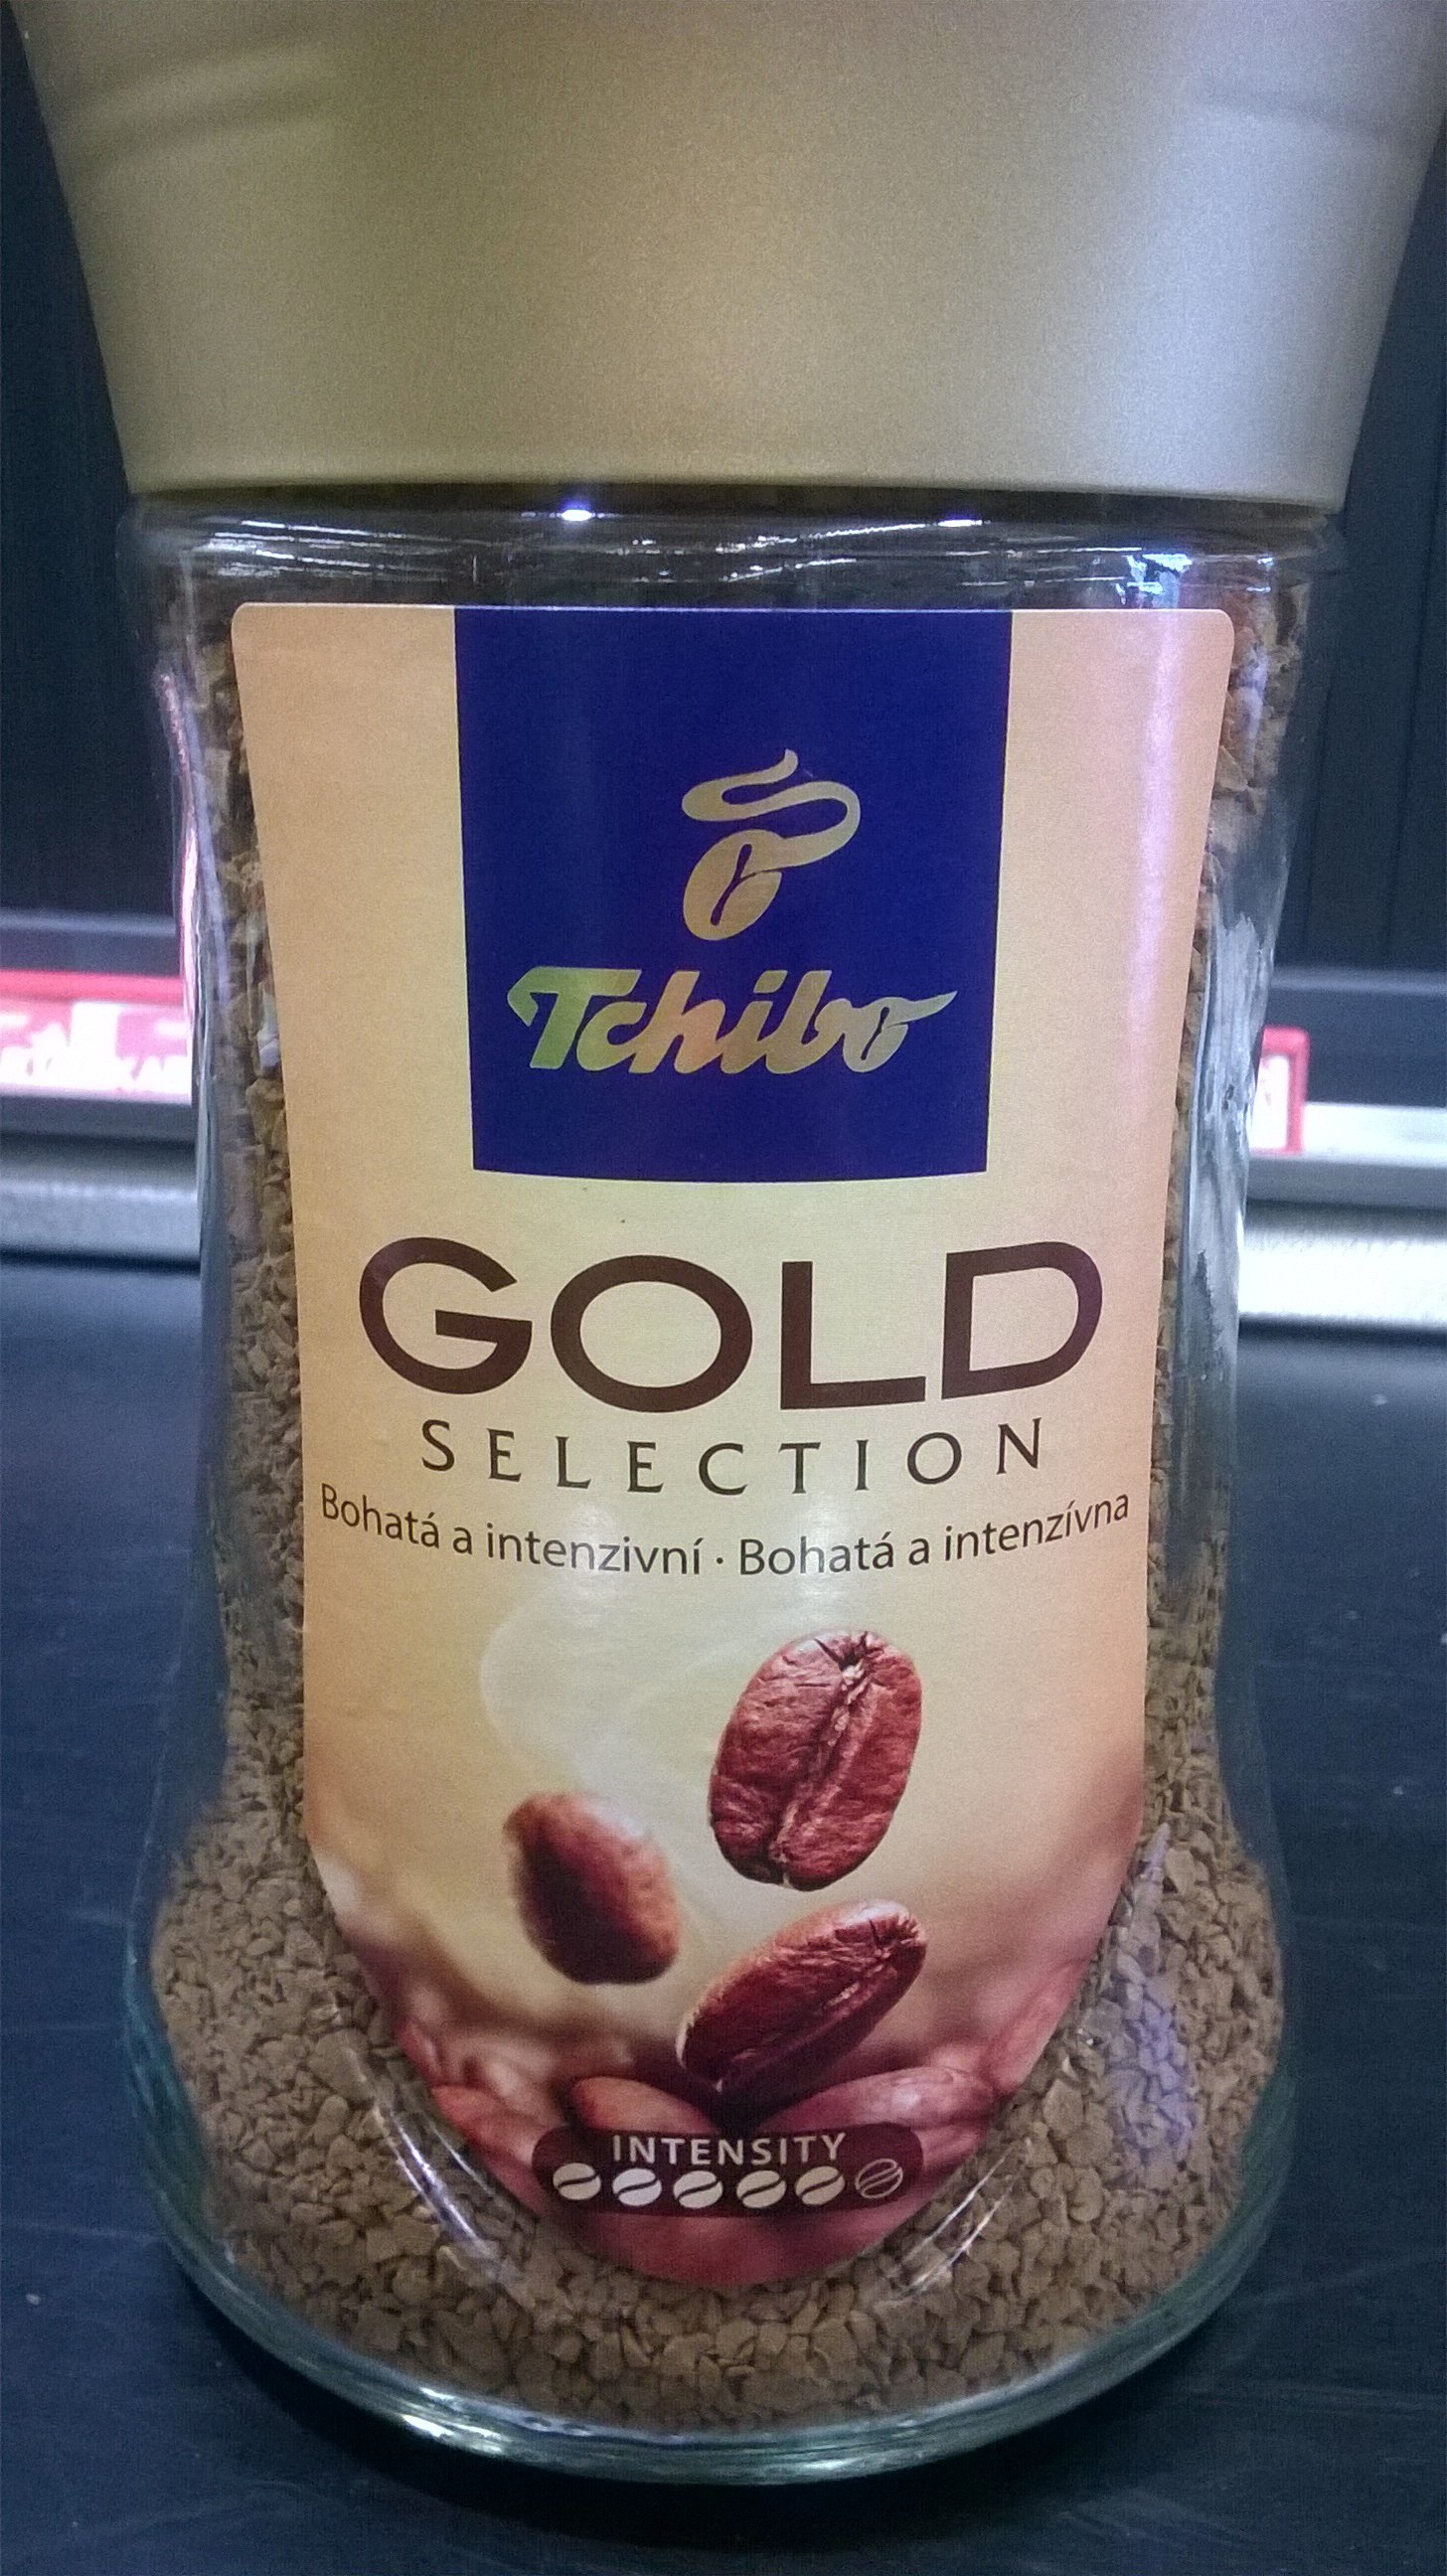 Tchibo
GOLD
SELECTION
Bohatá a intenzivní · Bohatá a intenzívna
INTENSITY